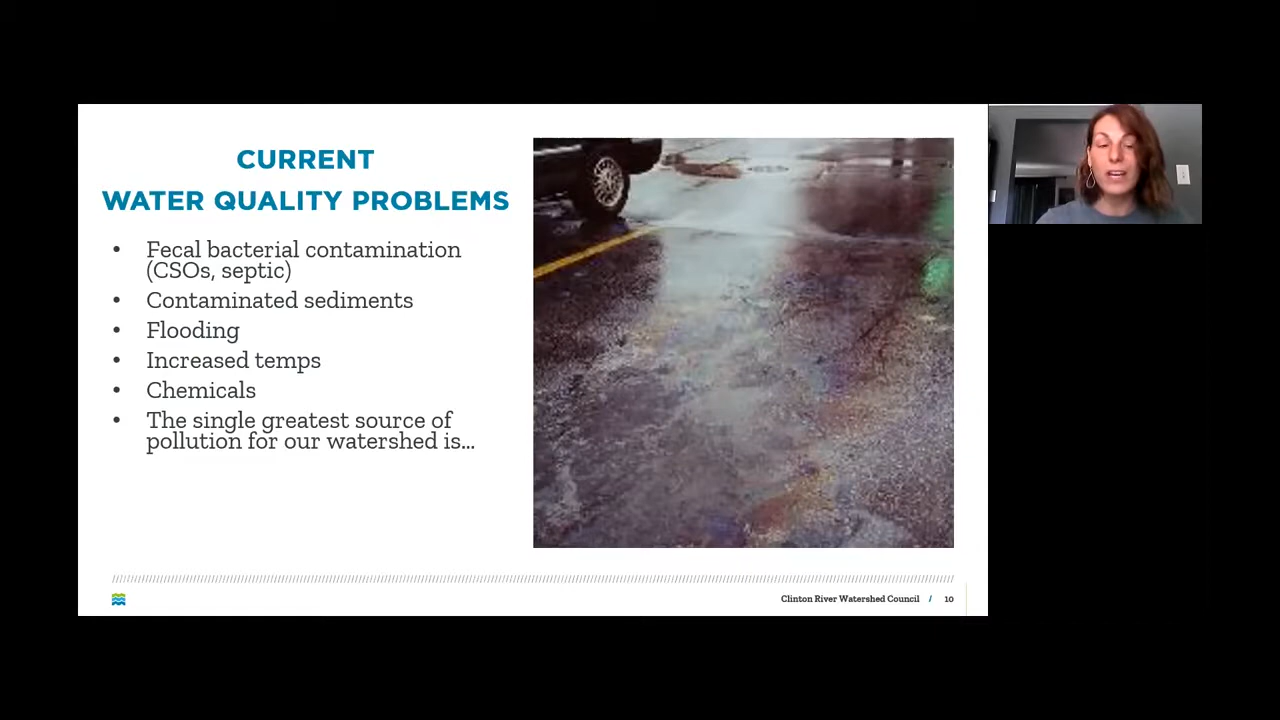 CURRENT
WATER QUALITY PROBLEMS
• Fecal bacterial contamination
(CSOs, septic)
• Contaminated sediments
• Flooding
• Increased temps
• Chemicals
• The single greatest source of
pollution for our watershed is...
Clinton River Watershed Council / 10